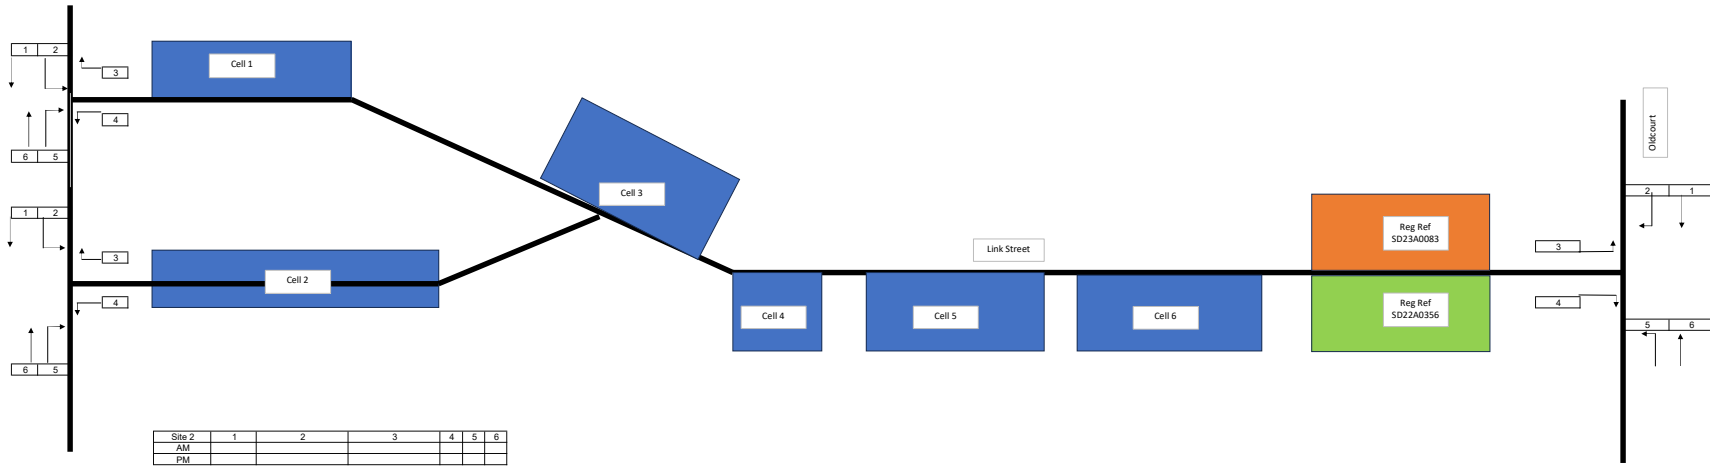 1 2
3
Cell 1
4
6 5
1 2
3
Cell 2
4
6 5
Cell 3
Link Street
Cell 4
Cell 5
Cell 6
Reg Ref
SD23A0083
Reg Ref
SD22A0356
Oldcourt
2 1
3
4
5 6
Site 2 1 2 3 4 5 6
AM
PM